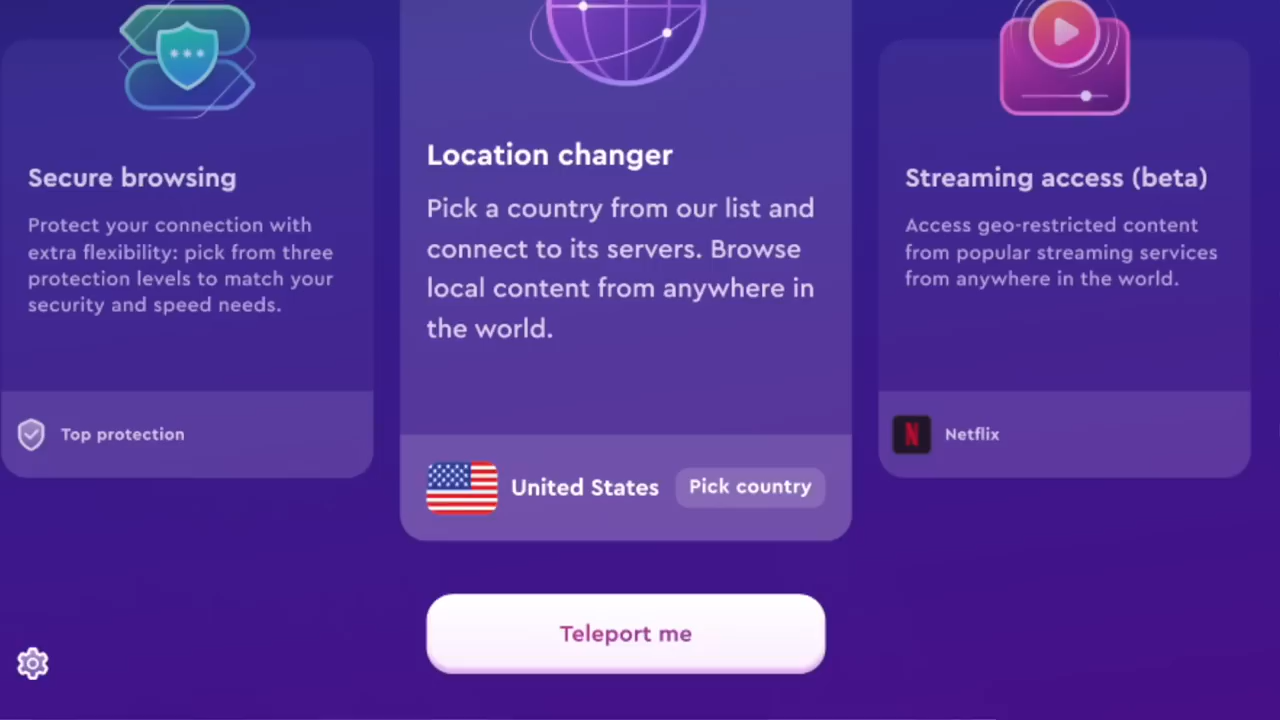 Secure browsing
Protect your connection with
extra flexibility: pick from three
protection levels to match your
security and speed needs.
Top protection
Location changer
Pick a country from our list and
connect to its servers. Browse
local content from anywhere in
the world.
United States
Pick country
Teleport me
Streaming access (beta)
Access geo-restricted content
from popular streaming services
from anywhere in the world.
N
Netflix